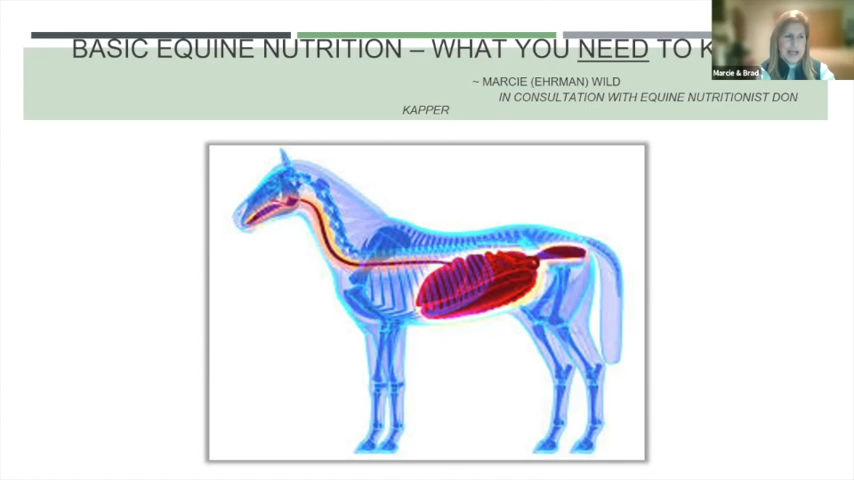 BASIC EQUINE NUTRITION – WHAT YOU NEED TO K
~ MARCIE (EHRMAN) WILD
IN CONSULTATION WITH EQUINE NUTRITIONIST DON
KAPPER
Marcie & Brad